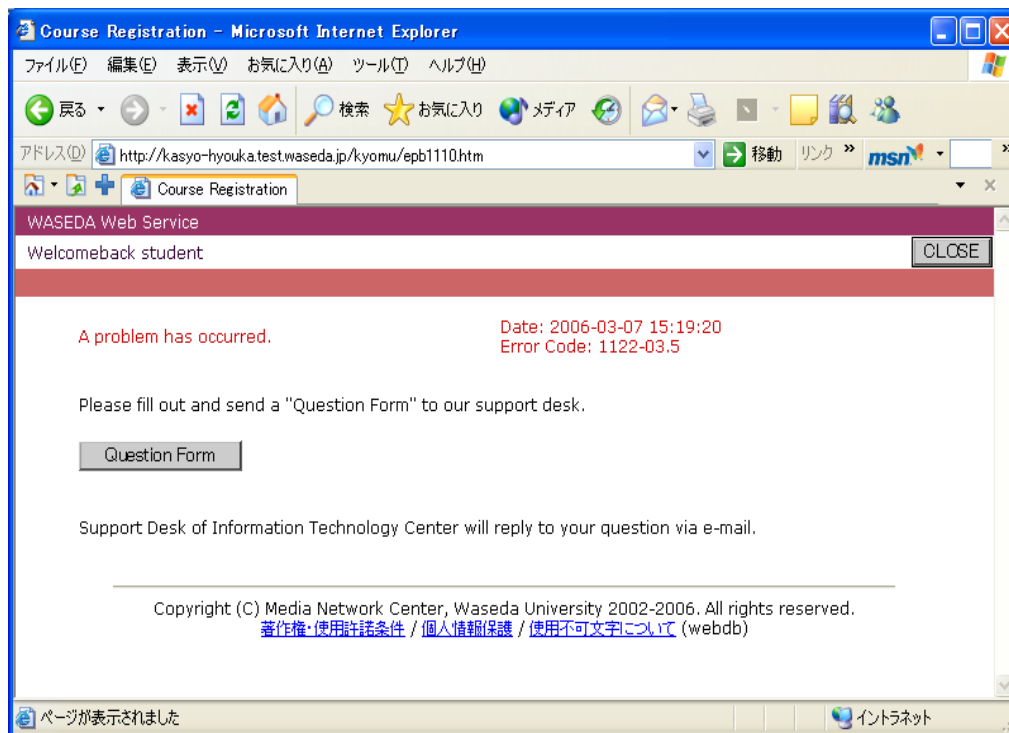 Course Registration - Microsoft Internet Explorer
ファイル(F) 編集(E) 表示(V) お気に入り(A) ツール(T) ヘルプ(H)
戻る 検索 お気に入り メディア
アドレス(D) http://kasyo-hyouka.test.waseda.jp/kyomu/epb1110.htm 移動 リンク » msn »
Course Registration
WASEDA Web Service
Welcomeback student CLOSE
A problem has occurred. Date: 2006-03-07 15:19:20
Error Code: 1122-03.5
Please fill out and send a "Question Form" to our support desk.
Question Form
Support Desk of Information Technology Center will reply to your question via e-mail.
Copyright (C) Media Network Center, Waseda University 2002-2006. All rights reserved.
著作権・使用許諾条件 / 個人情報保護 / 使用不可文字について (webdb)
ページが表示されました イントラネット